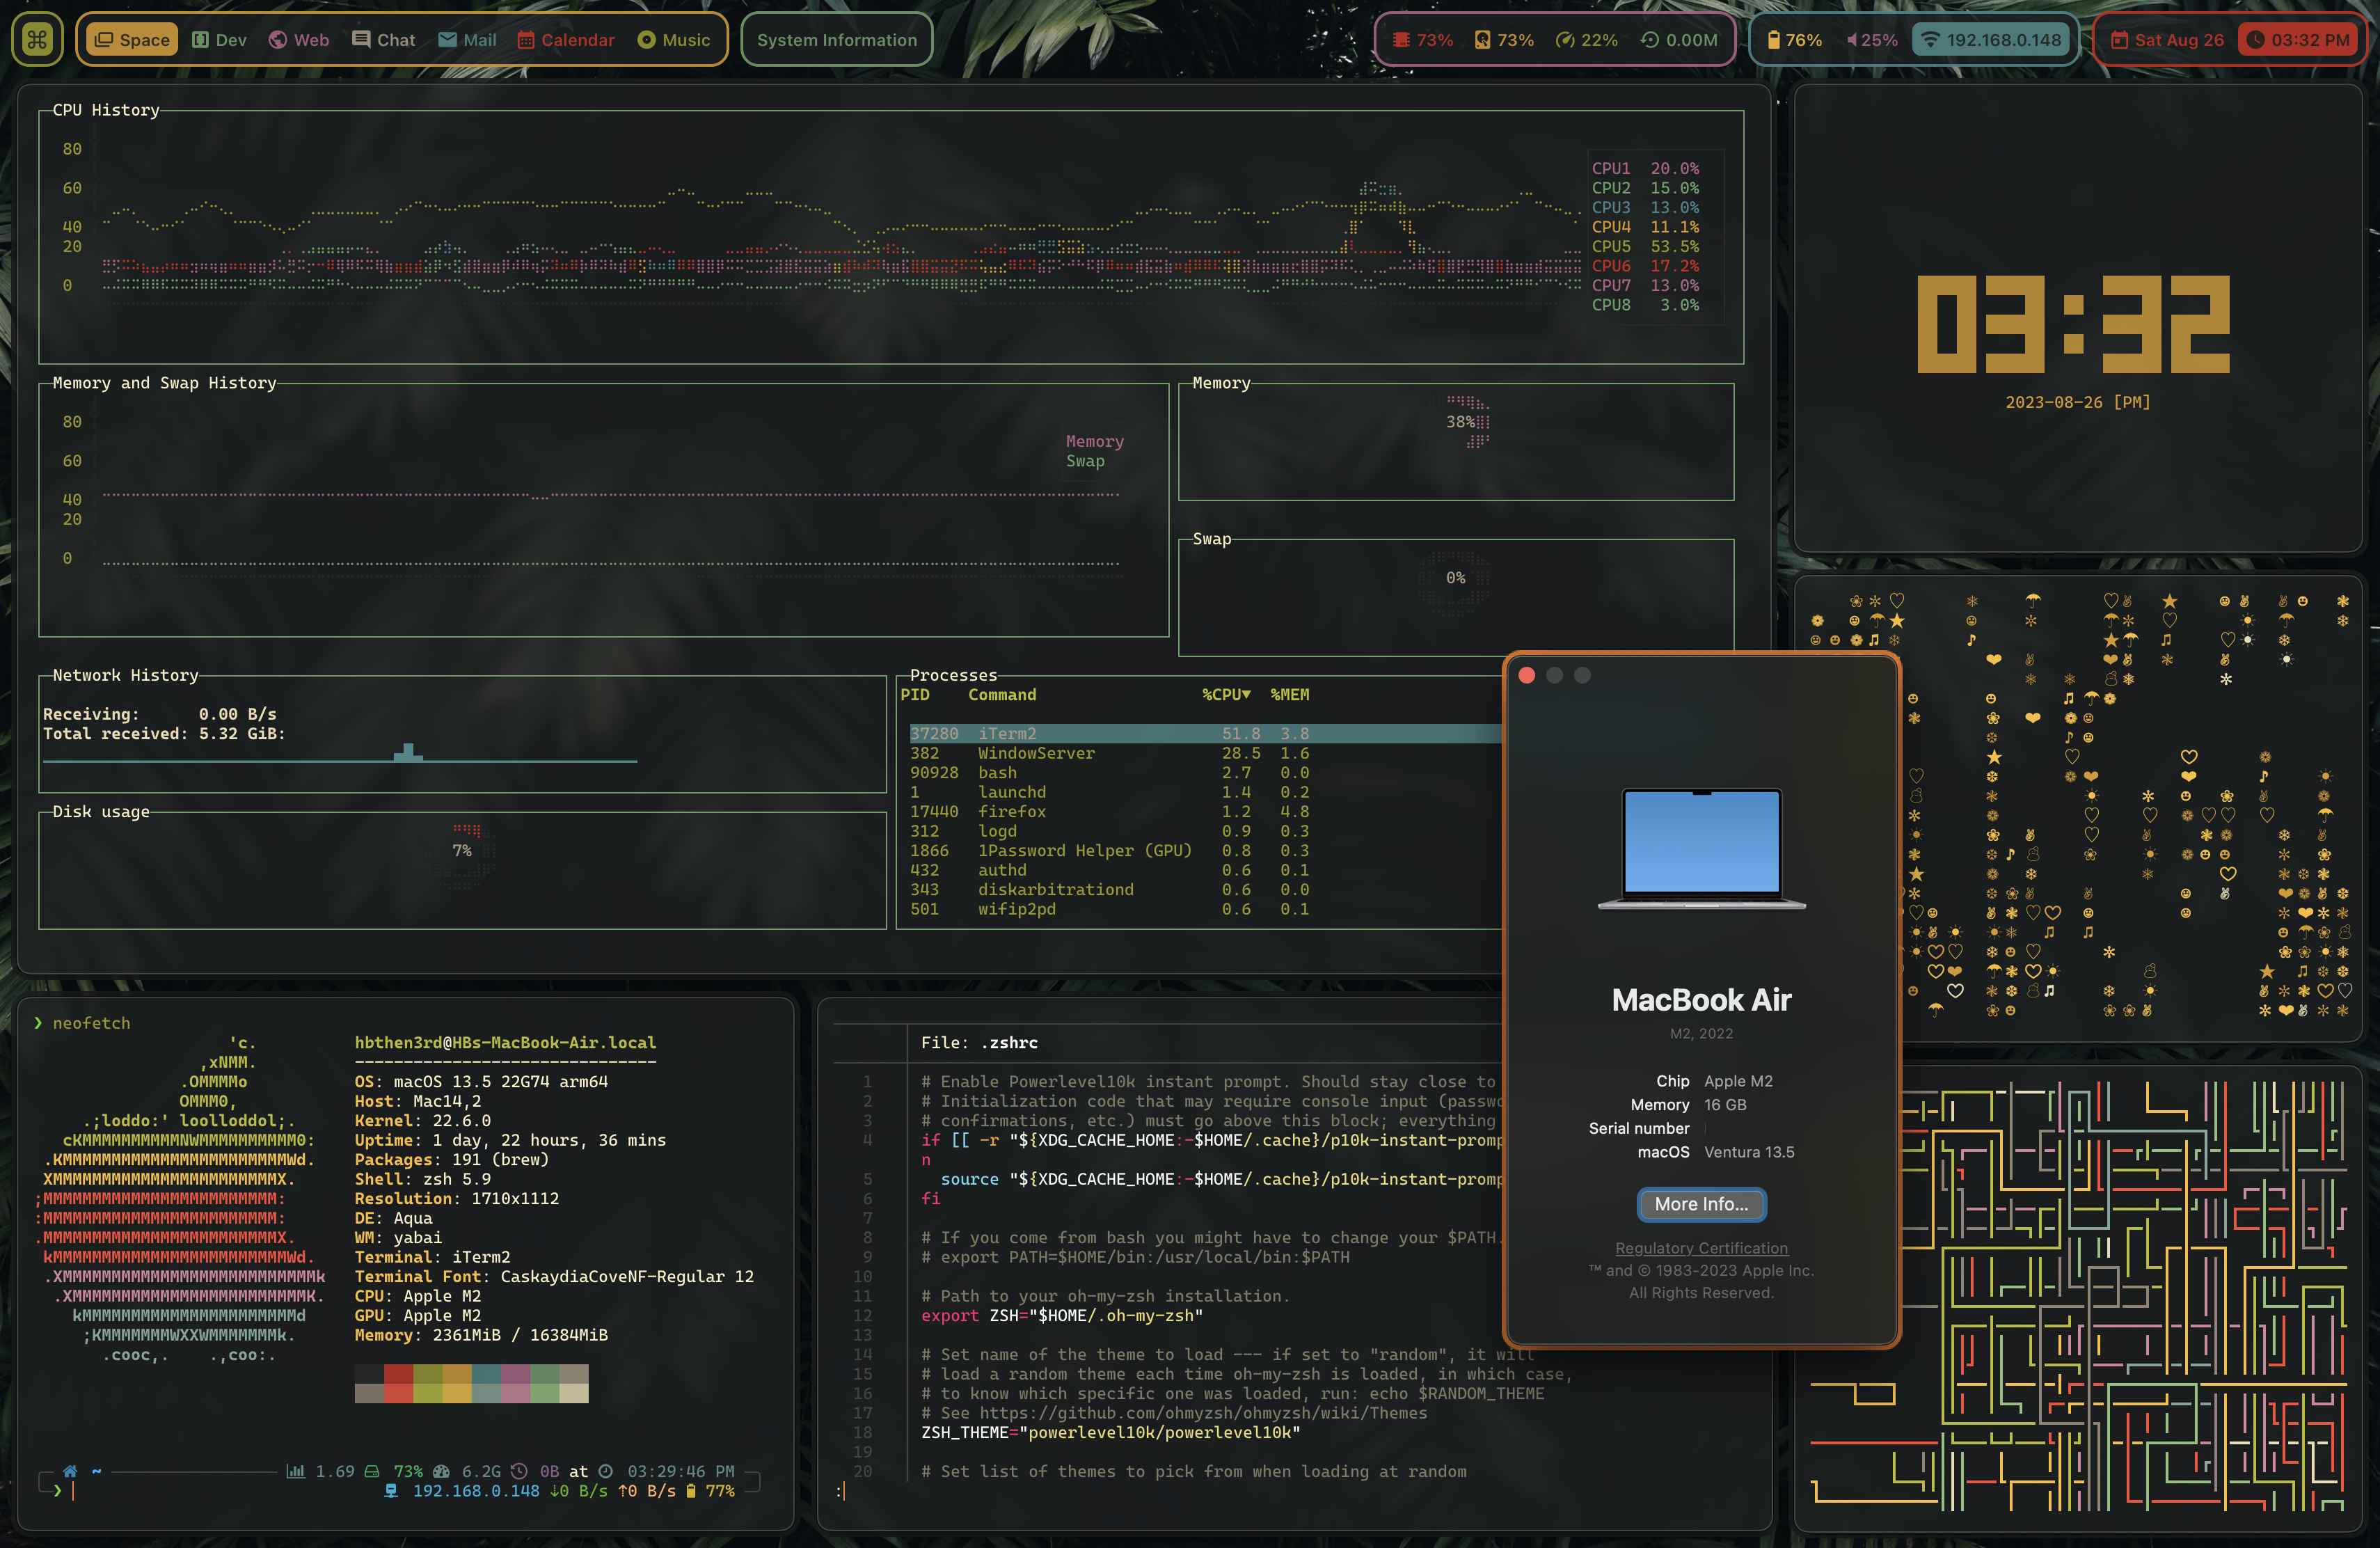 Space Dev Web Chat Mail Calendar Music
System Information
73% 73% 22% 0.00M
76% 25% 192.168.0.148
Sat Aug 26 03:32 PM
CPU History
80
60
40
20
0
CPU1 20.0%
CPU2 15.0%
CPU3 13.0%
CPU4 11.1%
CPU5 53.5%
CPU6 17.2%
CPU7 13.0%
CPU8 3.0%
Memory and Swap History
80
60
40
20
0
Memory
Swap
Memory
38%
Swap
0%
Network History
Receiving: 0.00 B/s
Total received: 5.32 GiB:
Disk usage
7%
Processes
PID Command %CPU▼ %MEM
37280 iTerm2 51.8 3.8
382 WindowServer 28.5 1.6
90928 bash 2.7 0.0
1 launchd 1.4 0.2
17440 firefox 1.2 4.8
312 logd 0.9 0.3
1866 1Password Helper (GPU) 0.8 0.3
432 authd 0.6 0.1
343 diskarbitrationd 0.6 0.0
501 wifip2pd 0.6 0.1
03:32
2023-08-26 [PM]
❯ neofetch
'c.
,xNMM.
.OMMMMo
OMMM0,
.;loddo:' loolloddol;.
cKMMMMMMMMMMNWMMMMMMMMMM0:
.KMMMMMMMMMMMMMMMMMMMMMMMWd.
XMMMMMMMMMMMMMMMMMMMMMMMX.
;MMMMMMMMMMMMMMMMMMMMMMMM:
:MMMMMMMMMMMMMMMMMMMMMMMM:
.MMMMMMMMMMMMMMMMMMMMMMMMX.
kMMMMMMMMMMMMMMMMMMMMMMMMWd.
.XMMMMMMMMMMMMMMMMMMMMMMMMMMk
.XMMMMMMMMMMMMMMMMMMMMMMMMK.
kMMMMMMMMMMMMMMMMMMMMMMd
;KMMMMMMMWXXWMMMMMMMk.
.cooc,. .,coo:.
hbthen3rd@HBs-MacBook-Air.local
-------------------------------
OS: macOS 13.5 22G74 arm64
Host: Mac14,2
Kernel: 22.6.0
Uptime: 1 day, 22 hours, 36 mins
Packages: 191 (brew)
Shell: zsh 5.9
Resolution: 1710x1112
DE: Aqua
WM: yabai
Terminal: iTerm2
Terminal Font: CaskaydiaCoveNF-Regular 12
CPU: Apple M2
GPU: Apple M2
Memory: 2361MiB / 16384MiB
~ 1.69 73% 6.2G 0B at 03:29:46 PM
❯ 192.168.0.148 ⇣0 B/s ⇡0 B/s 77%
File: .zshrc
1 # Enable Powerlevel10k instant prompt. Should stay close to
2 # Initialization code that may require console input (passwo
3 # confirmations, etc.) must go above this block; everything
4 if [[ -r "${XDG_CACHE_HOME:-$HOME/.cache}/p10k-instant-promp
n
5 source "${XDG_CACHE_HOME:-$HOME/.cache}/p10k-instant-promp
6 fi
7
8 # If you come from bash you might have to change your $PATH.
9 # export PATH=$HOME/bin:/usr/local/bin:$PATH
10
11 # Path to your oh-my-zsh installation.
12 export ZSH="$HOME/.oh-my-zsh"
13
14 # Set name of the theme to load --- if set to "random", it will
15 # load a random theme each time oh-my-zsh is loaded, in which case,
16 # to know which specific one was loaded, run: echo $RANDOM_THEME
17 # See https://github.com/ohmyzsh/ohmyzsh/wiki/Themes
18 ZSH_THEME="powerlevel10k/powerlevel10k"
19
20 # Set list of themes to pick from when loading at random
:
MacBook Air
M2, 2022
Chip Apple M2
Memory 16 GB
Serial number
macOS Ventura 13.5
More Info...
Regulatory Certification
™ and © 1983-2023 Apple Inc.
All Rights Reserved.